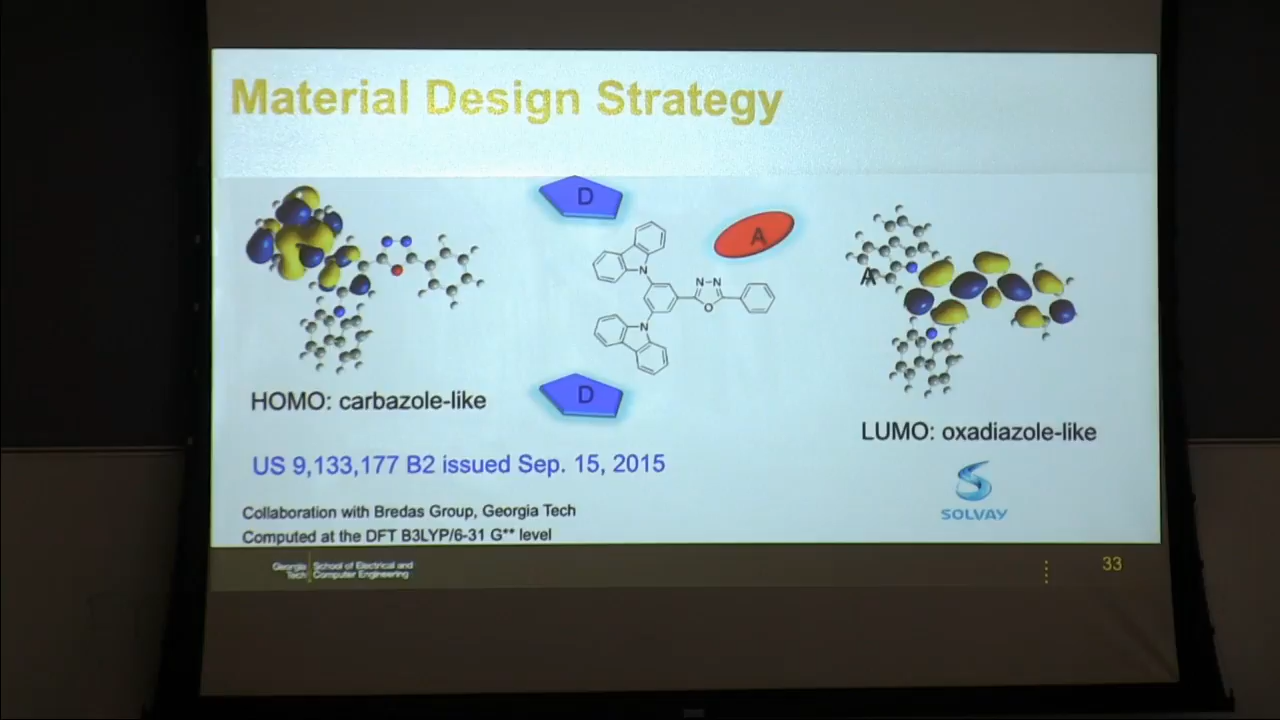 Material Design Strategy
D
A
N
N-N
O
N
D
A
HOMO: carbazole-like
LUMO: oxadiazole-like
US 9,133,177 B2 issued Sep. 15, 2015
SOLVAY
Collaboration with Bredas Group, Georgia Tech
Computed at the DFT B3LYP/6-31 G** level
Georgia Tech
School of Electrical and
Computer Engineering
33